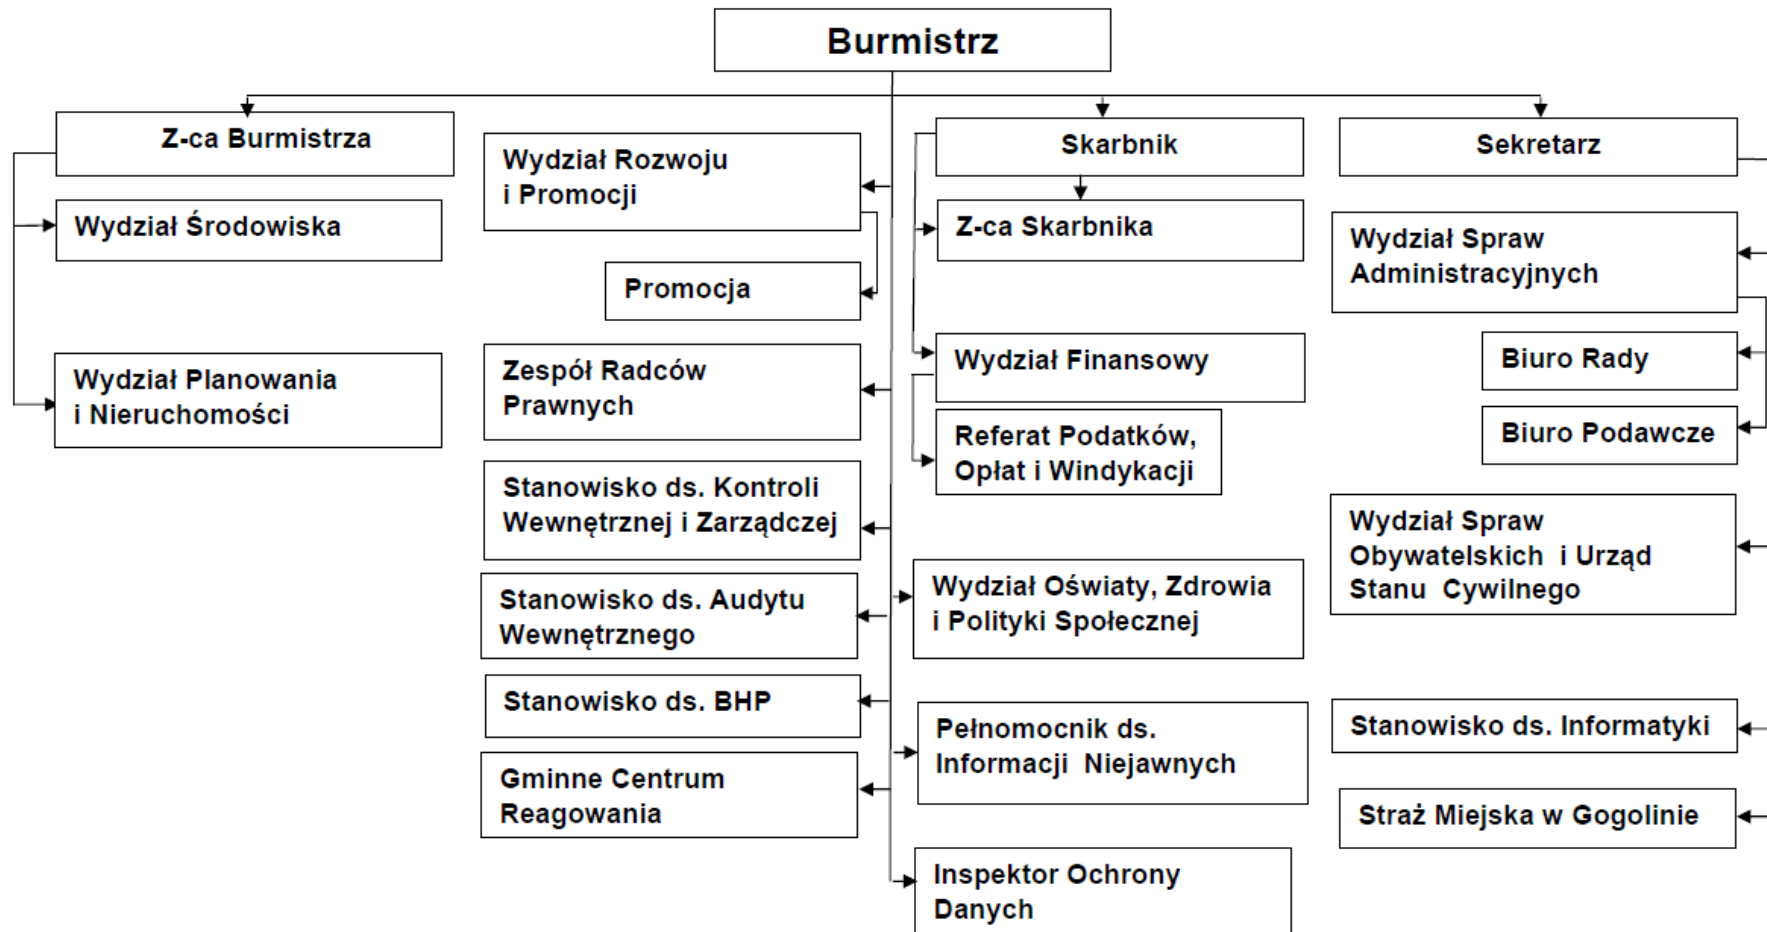 Burmistrz
Z-ca Burmistrza
Wydział Środowiska
Wydział Planowania
i Nieruchomości
Wydział Rozwoju
i Promocji
Promocja
Zespół Radców
Prawnych
Stanowisko ds. Kontroli
Wewnętrznej i Zarządczej
Stanowisko ds. Audytu
Wewnętrznego
Stanowisko ds. BHP
Gminne Centrum
Reagowania
Skarbnik
Z-ca Skarbnika
Wydział Finansowy
Referat Podatków,
Opłat i Windykacji
Wydział Oświaty, Zdrowia
i Polityki Społecznej
Pełnomocnik ds.
Informacji Niejawnych
Inspektor Ochrony
Danych
Sekretarz
Wydział Spraw
Administracyjnych
Biuro Rady
Biuro Podawcze
Wydział Spraw
Obywatelskich i Urząd
Stanu Cywilnego
Stanowisko ds. Informatyki
Straż Miejska w Gogolinie